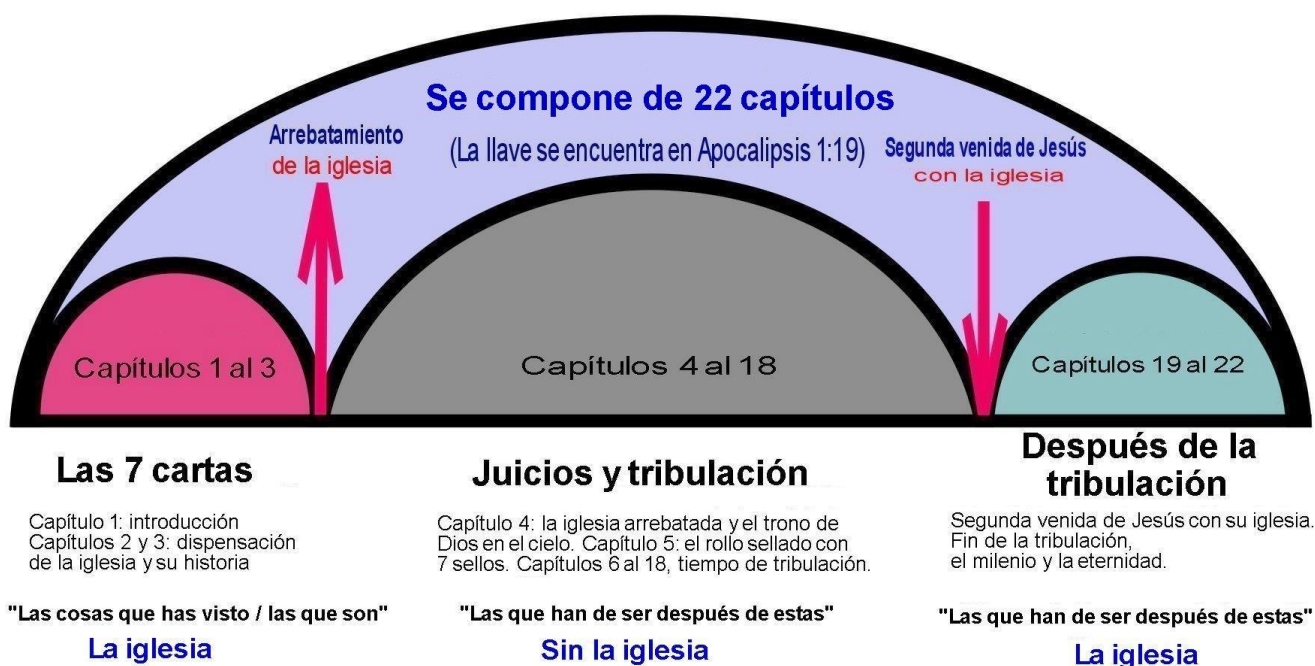 Se compone de 22 capítulos
(La llave se encuentra en Apocalipsis 1:19)
Arrebatamiento
de la iglesia
Segunda venida de Jesús
con la iglesia
Capítulos 1 al 3
Capítulos 4 al 18
Capítulos 19 al 22
Las 7 cartas
Capítulo 1: introducción
Capítulos 2 y 3: dispensación
de la iglesia y su historia
"Las cosas que has visto / las que son"
La iglesia
Juicios y tribulación
Capítulo 4: la iglesia arrebatada y el trono de
Dios en el cielo. Capítulo 5: el rollo sellado con
7 sellos. Capítulos 6 al 18, tiempo de tribulación.
"Las que han de ser después de estas"
Sin la iglesia
Después de la
tribulación
Segunda venida de Jesús con su iglesia.
Fin de la tribulación,
el milenio y la eternidad.
"Las que han de ser después de estas"
La iglesia